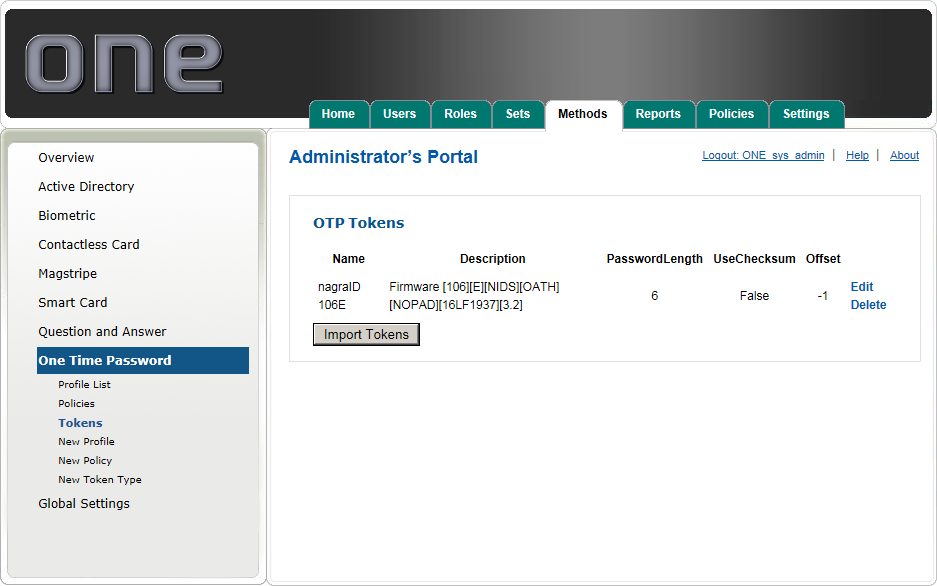 one
Home Users Roles Sets Methods Reports Policies Settings
Overview
Active Directory
Biometric
Contactless Card
Magstripe
Smart Card
Question and Answer
One Time Password
Profile List
Policies
Tokens
New Profile
New Policy
New Token Type
Global Settings
Administrator's Portal
Logout: ONE_sys_admin | Help | About
OTP Tokens
Name Description PasswordLength UseChecksum Offset
nagraID Firmware [106][E][NIDS][OATH] Edit
106E [NOPAD][16LF1937][3.2] 6 False -1 Delete
Import Tokens